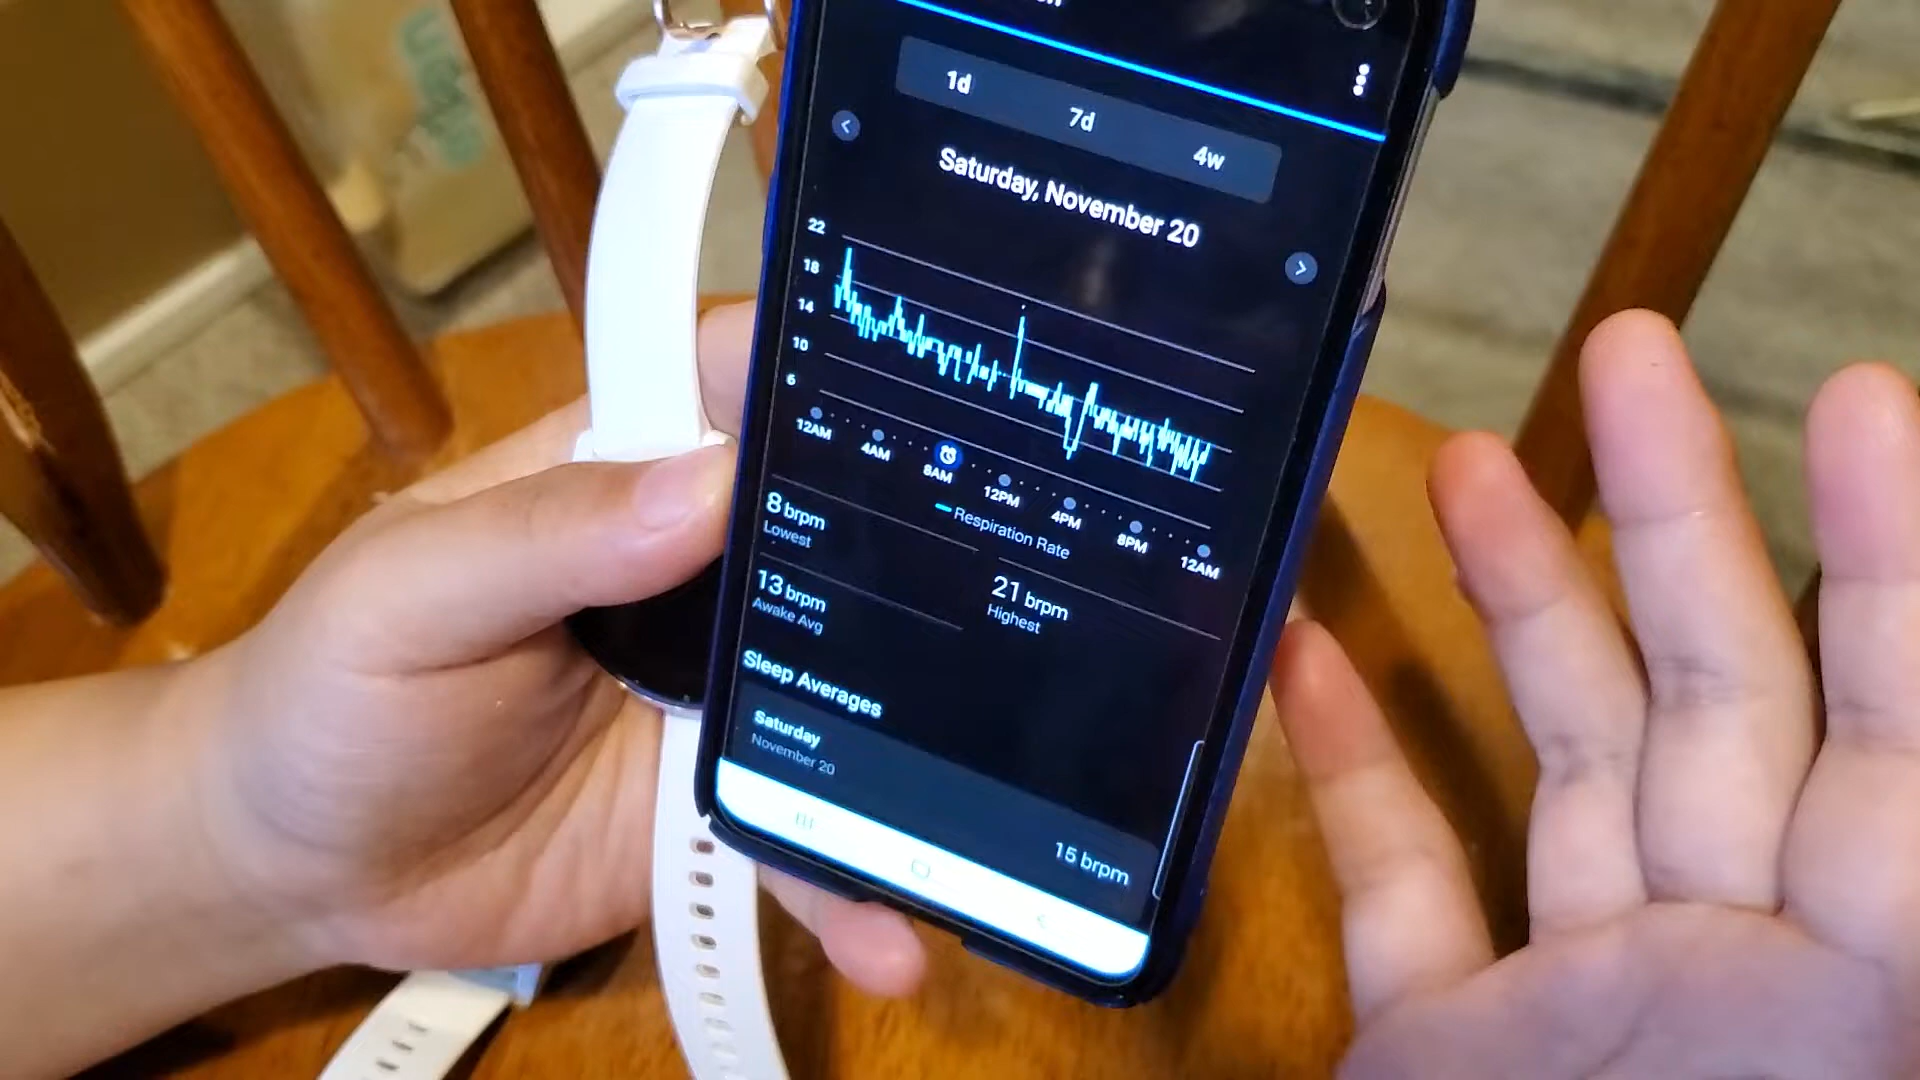 1d
7d
4w
Saturday, November 20
22
18
14
10
6
12AM
4AM
8AM
12PM
4PM
8PM
12AM
Respiration Rate
8 brpm
Lowest
21 brpm
Highest
13 brpm
Awake Avg
Sleep Averages
Saturday
November 20
15 brpm